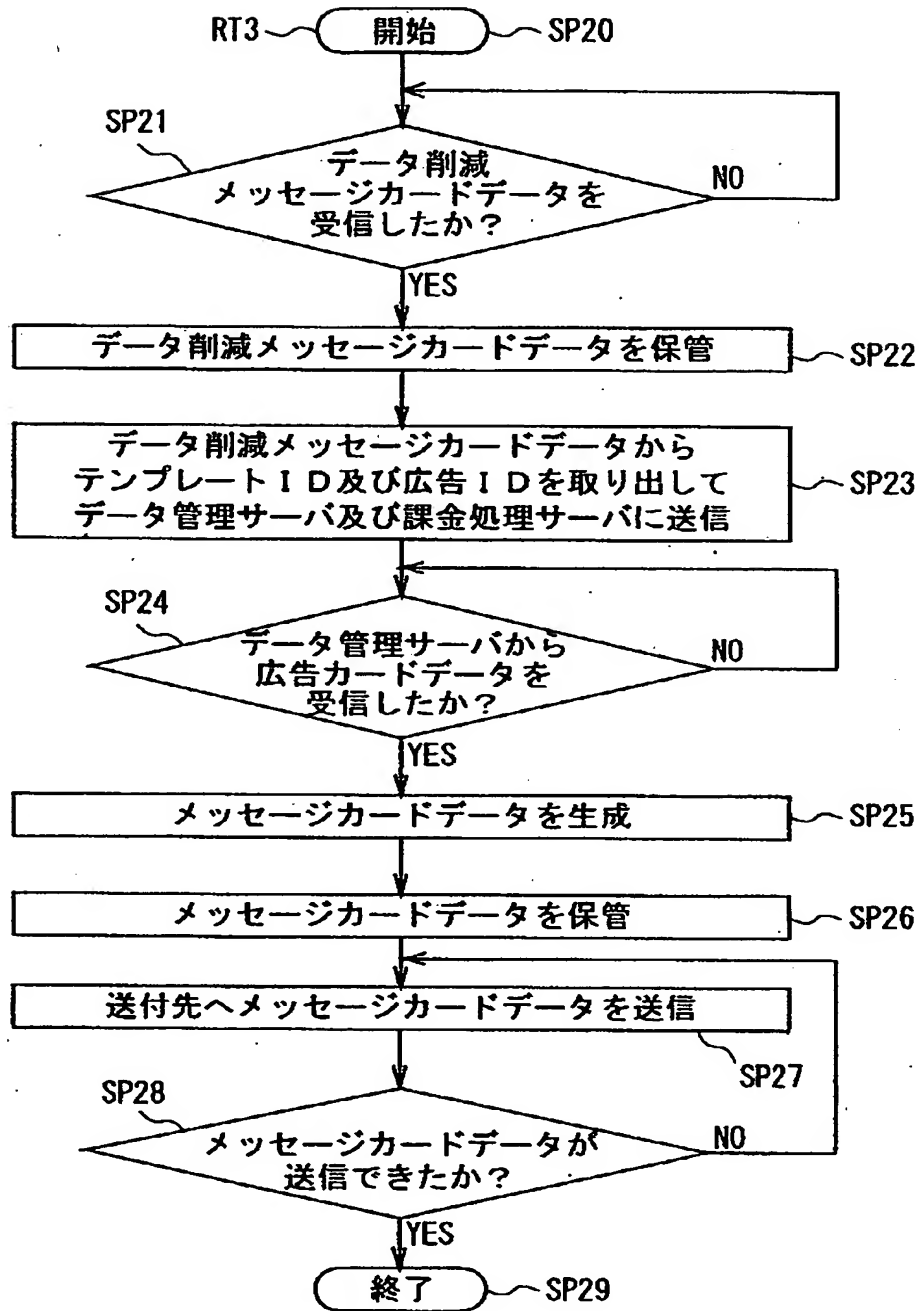 RT3 開始 SP20
SP21
データ削減
メッセージカードデータを
受信したか？
NO
YES
データ削減メッセージカードデータを保管
SP22
データ削減メッセージカードデータから
テンプレートＩＤ及び広告ＩＤを取り出して
データ管理サーバ及び課金処理サーバに送信
SP23
SP24
データ管理サーバから
広告カードデータを
受信したか？
NO
YES
メッセージカードデータを生成
SP25
メッセージカードデータを保管
SP26
送付先へメッセージカードデータを送信
SP27
SP28
メッセージカードデータが
送信できたか？
NO
YES
終了 SP29